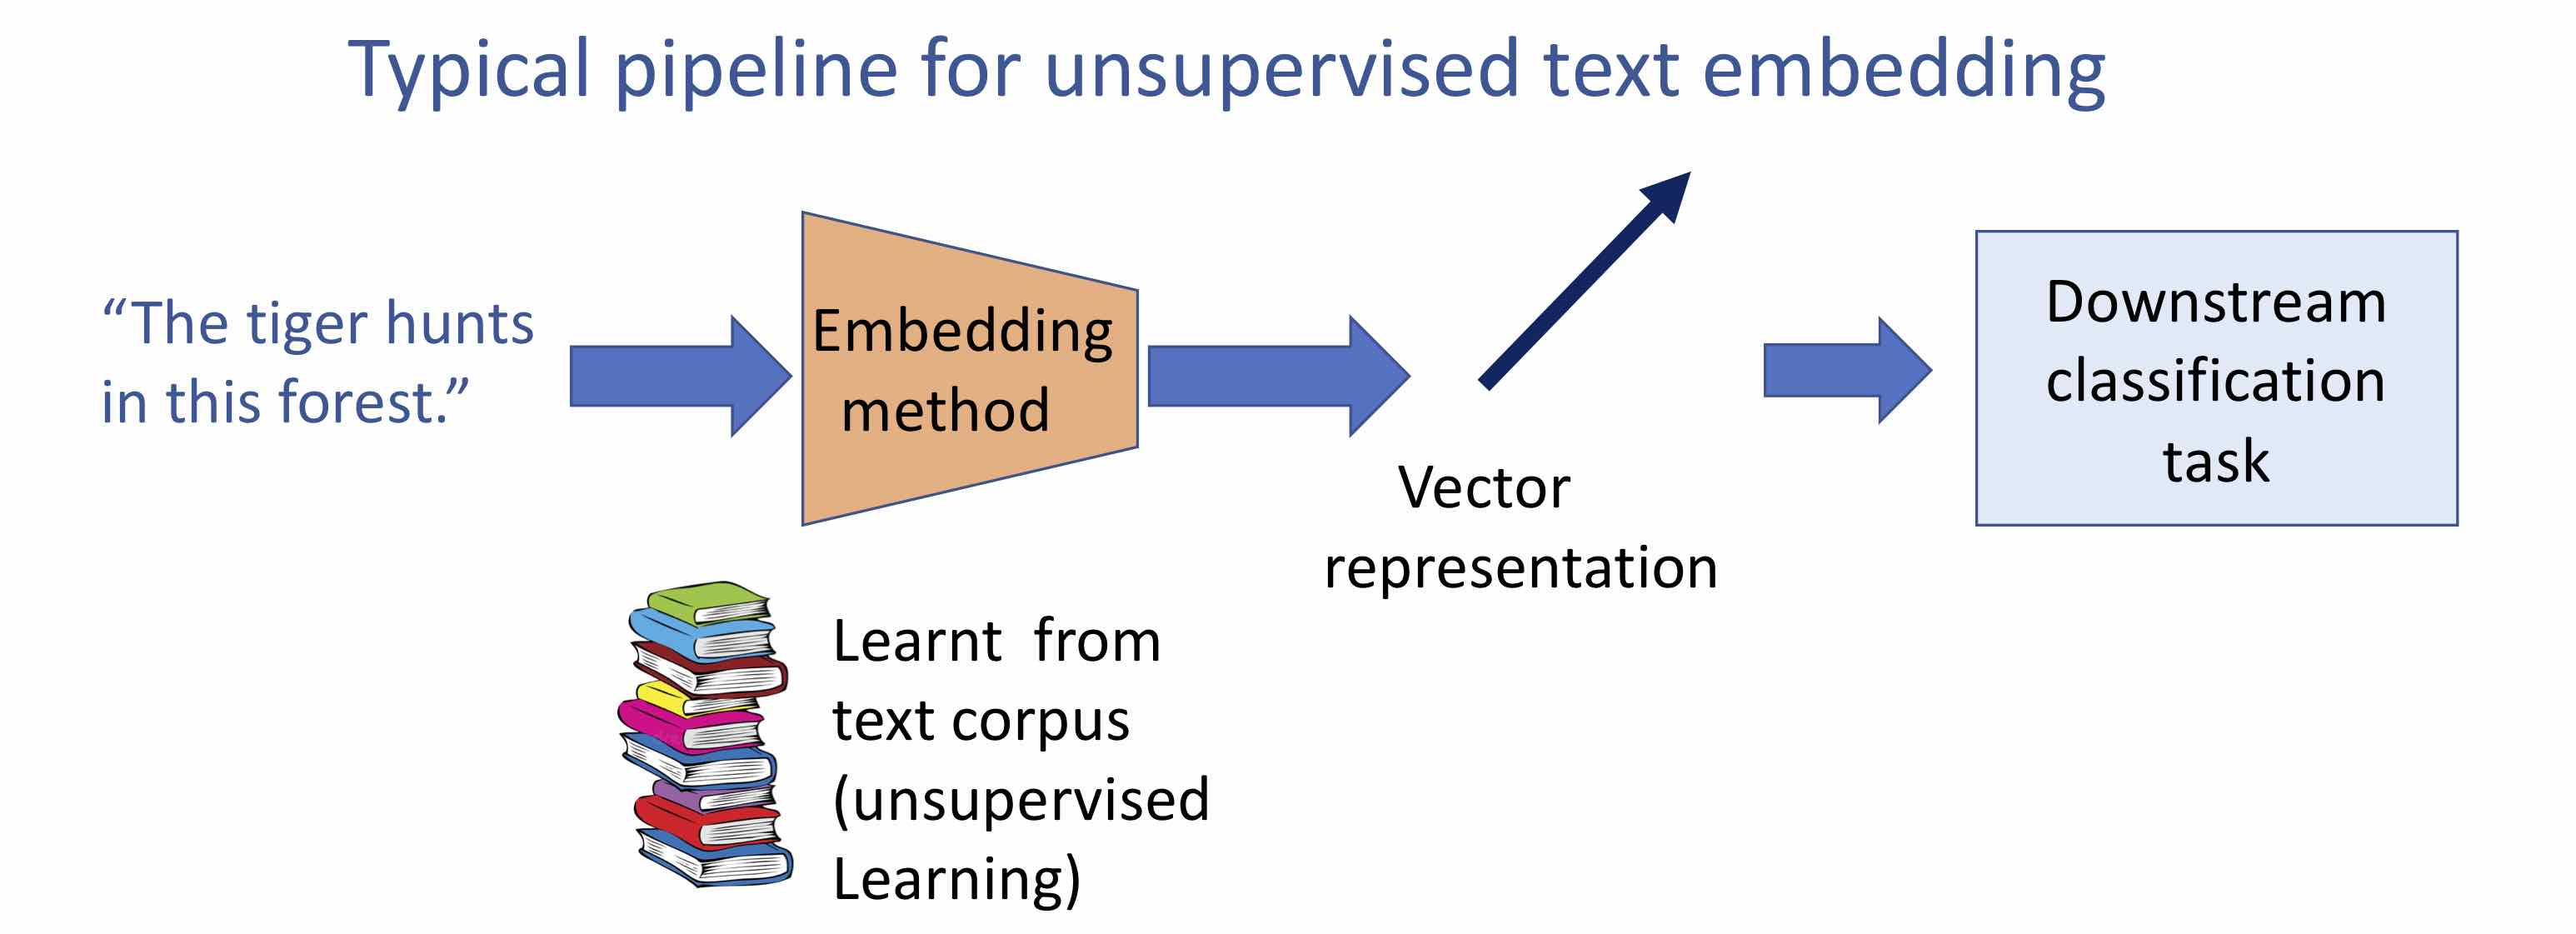 Typical pipeline for unsupervised text embedding
“The tiger hunts
in this forest.”
Embedding
method
Vector
representation
Downstream
classification
task
Learnt from
text corpus
(unsupervised
Learning)